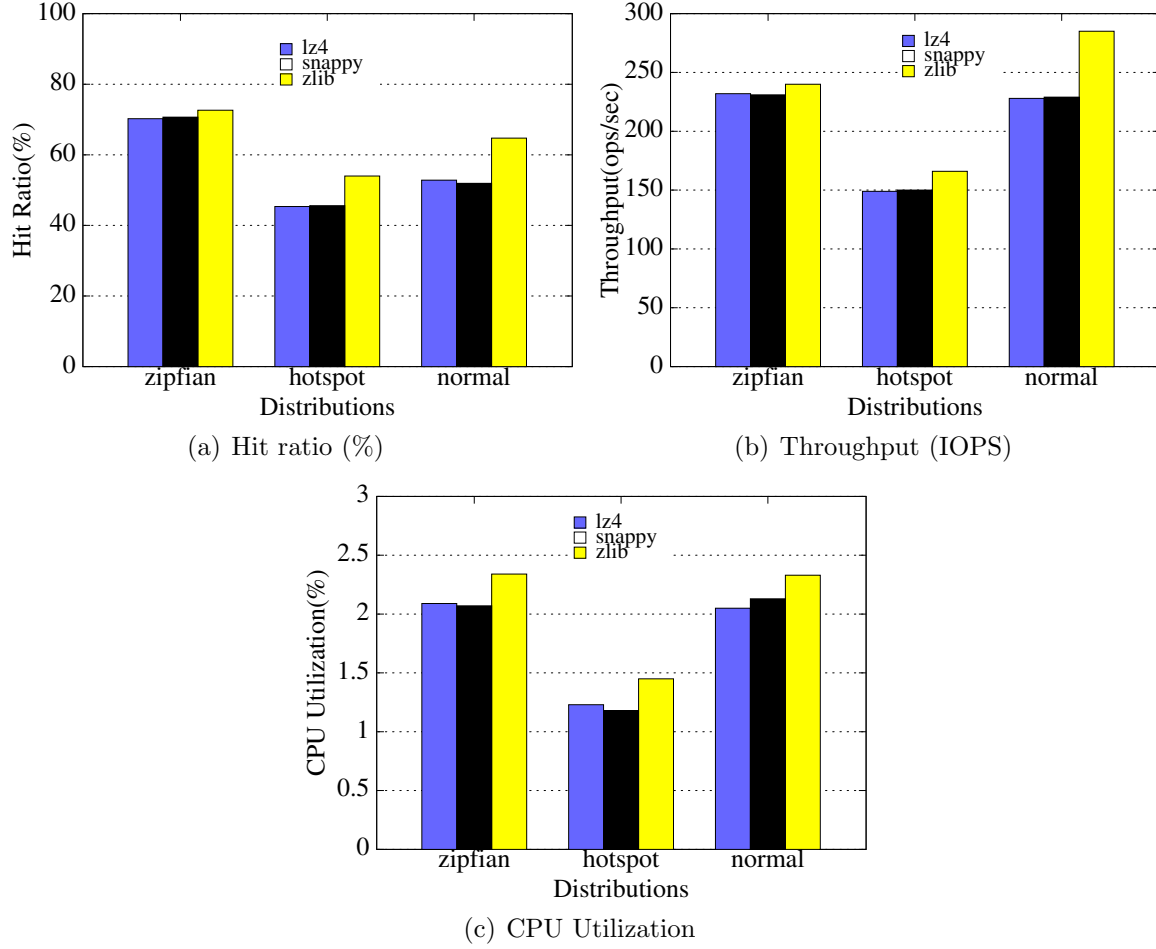 100
80
60
40
20
0
Hit Ratio(%)
lz4
snappy
zlib
zipfian hotspot normal
Distributions
(a) Hit ratio (%)
300
250
200
150
100
50
0
Throughput(ops/sec)
lz4
snappy
zlib
zipfian hotspot normal
Distributions
(b) Throughput (IOPS)
3
2.5
2
1.5
1
0.5
0
CPU Utilization(%)
lz4
snappy
zlib
zipfian hotspot normal
Distributions
(c) CPU Utilization